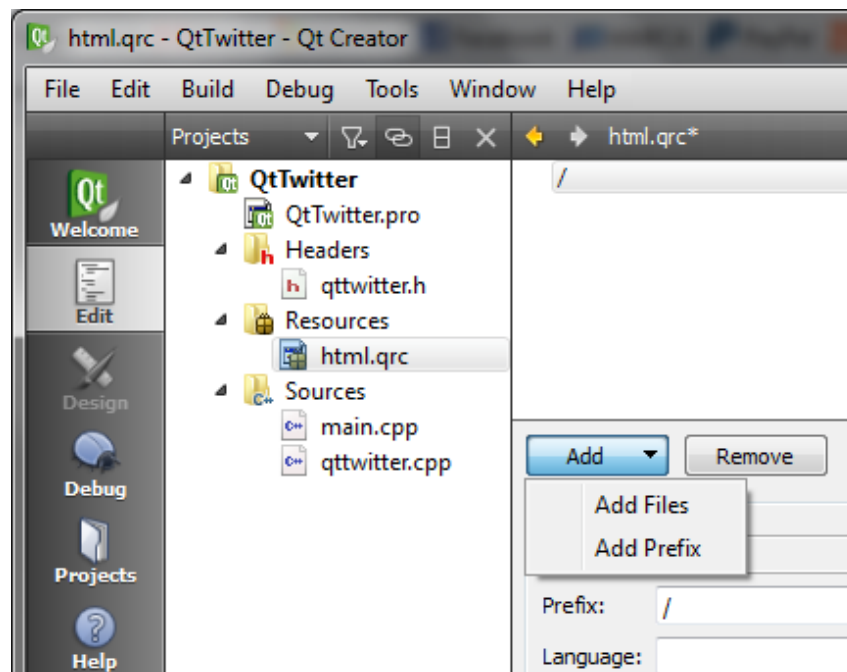 html.qrc - QtTwitter - Qt Creator
File Edit Build Debug Tools Window Help
Projects
html.qrc*
Qt
Welcome
Edit
Design
Debug
Projects
Help
QtTwitter
QtTwitter.pro
Headers
qttwitter.h
Resources
html.qrc
Sources
main.cpp
qttwitter.cpp
/
Add Remove
Add Files
Add Prefix
Prefix: /
Language: